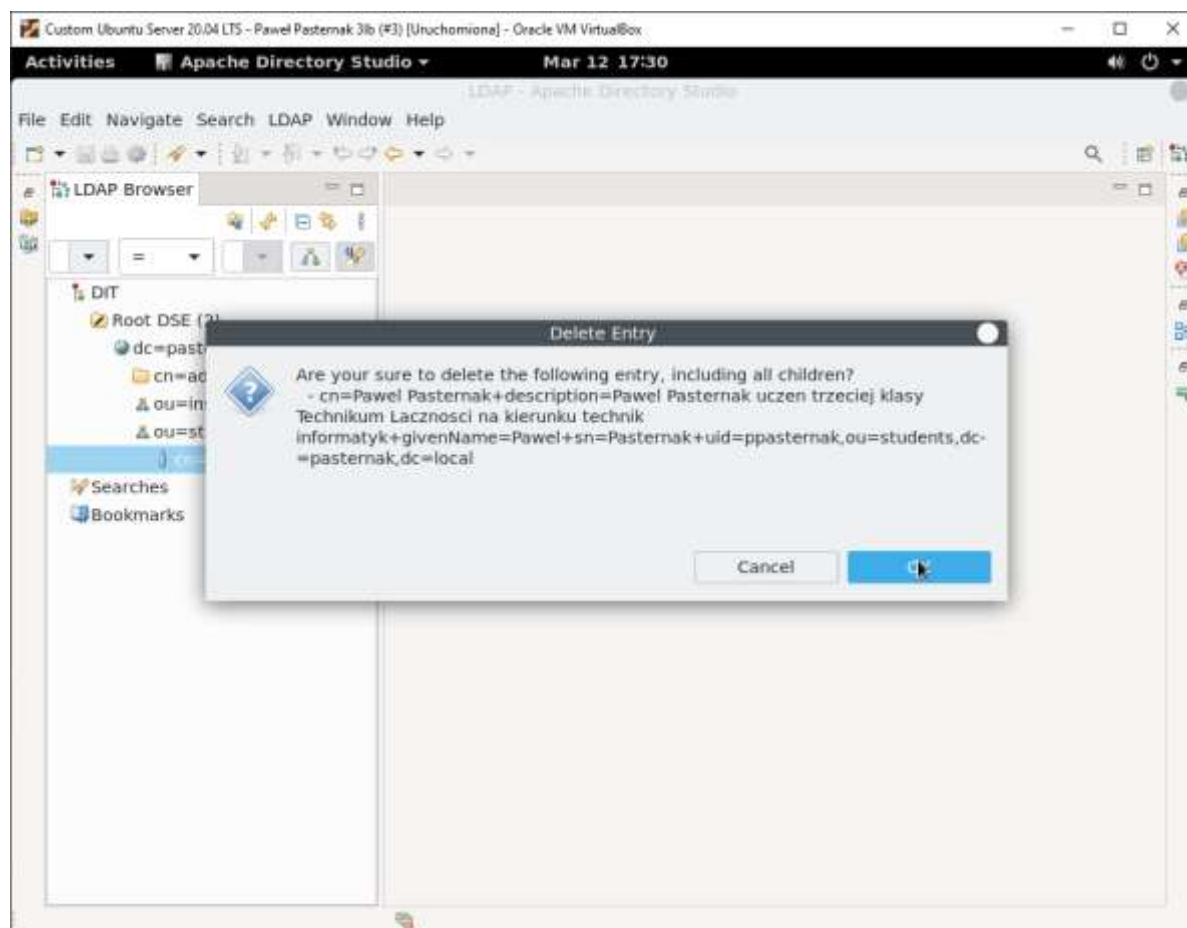 Custom Ubuntu Server 20.04 LTS - Paweł Pasternak 3lb (#3) [Uruchomiona] - Oracle VM VirtualBox
Activities Apache Directory Studio Mar 12 17:30
LDAP - Apache Directory Studio
File Edit Navigate Search LDAP Window Help
LDAP Browser
=
DIT
Root DSE (2)
dc=past
cn=ad
ou=in
ou=st
cn=
Searches
Bookmarks
Delete Entry
Are your sure to delete the following entry, including all children?
- cn=Pawel Pasternak+description=Pawel Pasternak uczen trzeciej klasy
Technikum Lacznosci na kierunku technik
informatyk+givenName=Pawel+sn=Pasternak+uid=ppasternak,ou=students,dc-
=pasternak,dc=local
Cancel